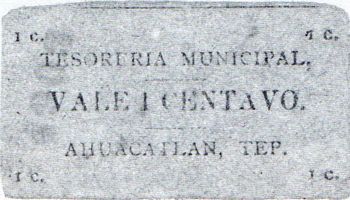 1 C. 1 C.
TESORERIA MUNICIPAL.
VALE 1 CENTAVO.
AHUACATLAN, TEP.
1 C. 1 C.